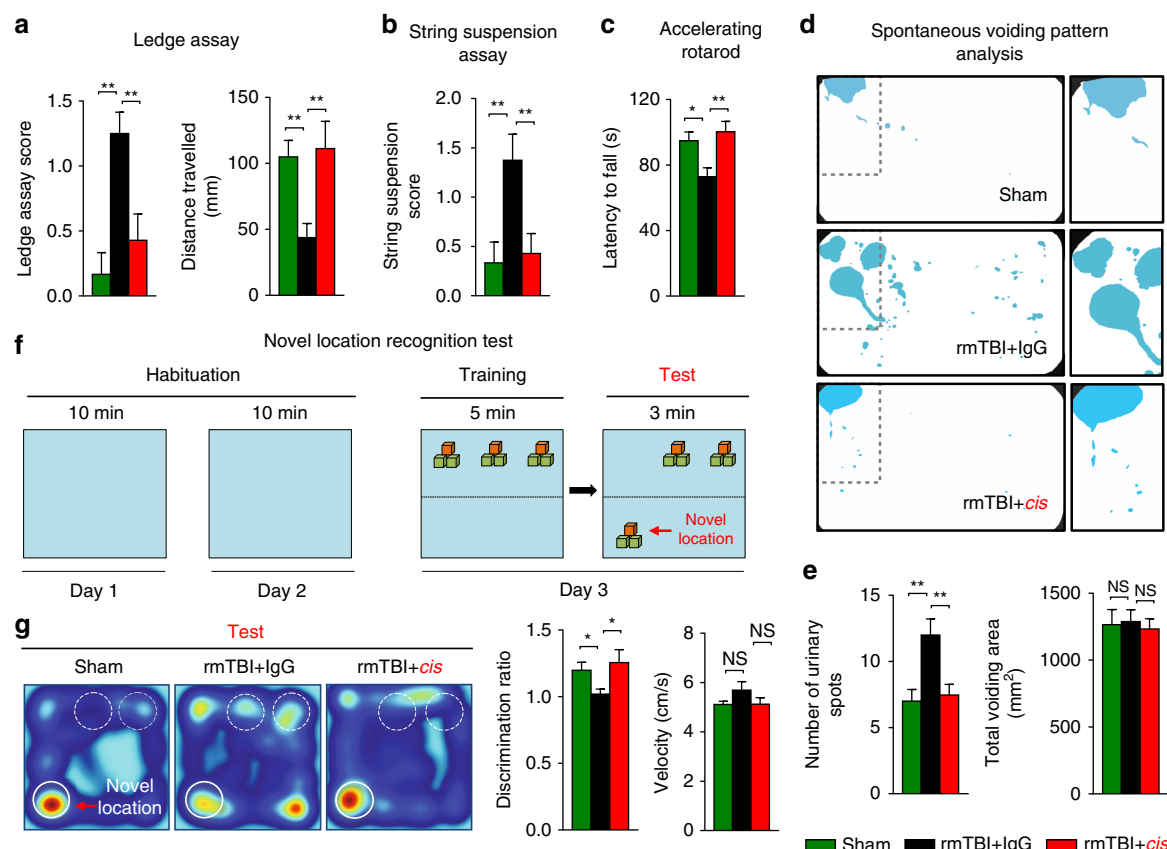 a
Ledge assay
Ledge assay score
1.5
1.0
0.5
0.0
**
**
Distance travelled
(mm)
150
100
50
0
**
**
b
String suspension
assay
String suspension
score
2.0
1.5
1.0
0.5
0.0
**
**
c
Accelerating
rotarod
Latency to fall (s)
120
80
40
0
*
**
d
Spontaneous voiding pattern
analysis
Sham
rmTBI+IgG
rmTBI+cis
f
Novel location recognition test
Habituation
Training
Test
10 min
10 min
5 min
3 min
Novel
location
Day 1
Day 2
Day 3
e
Number of urinary
spots
15
10
5
0
**
**
Total voiding area
(mm2)
1500
1000
500
0
NS
NS
g
Test
Sham
rmTBI+IgG
rmTBI+cis
Novel
location
Discrimination ratio
1.5
1.0
0.5
0.0
*
*
Velocity (cm/s)
10
5
0
NS
NS
Sham
rmTBI+IgG
rmTBI+cis